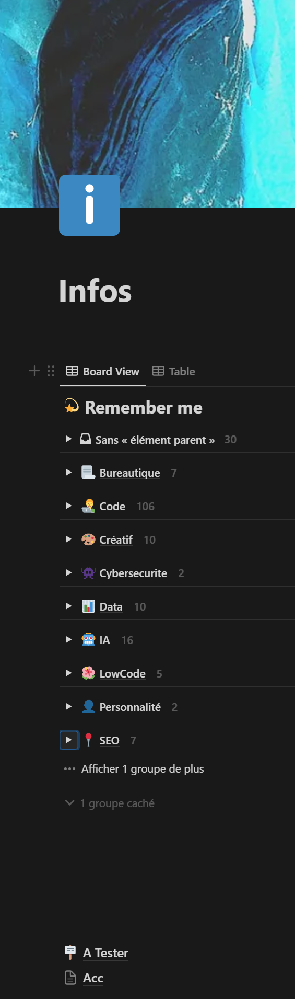 i
Infos
Board View Table
Remember me
Sans « élément parent » 30
Bureautique 7
Code 106
Créatif 10
Cybersecurite 2
Data 10
IA 16
LowCode 5
Personnalité 2
SEO 7
Afficher 1 groupe de plus
1 groupe caché
A Tester
Acc